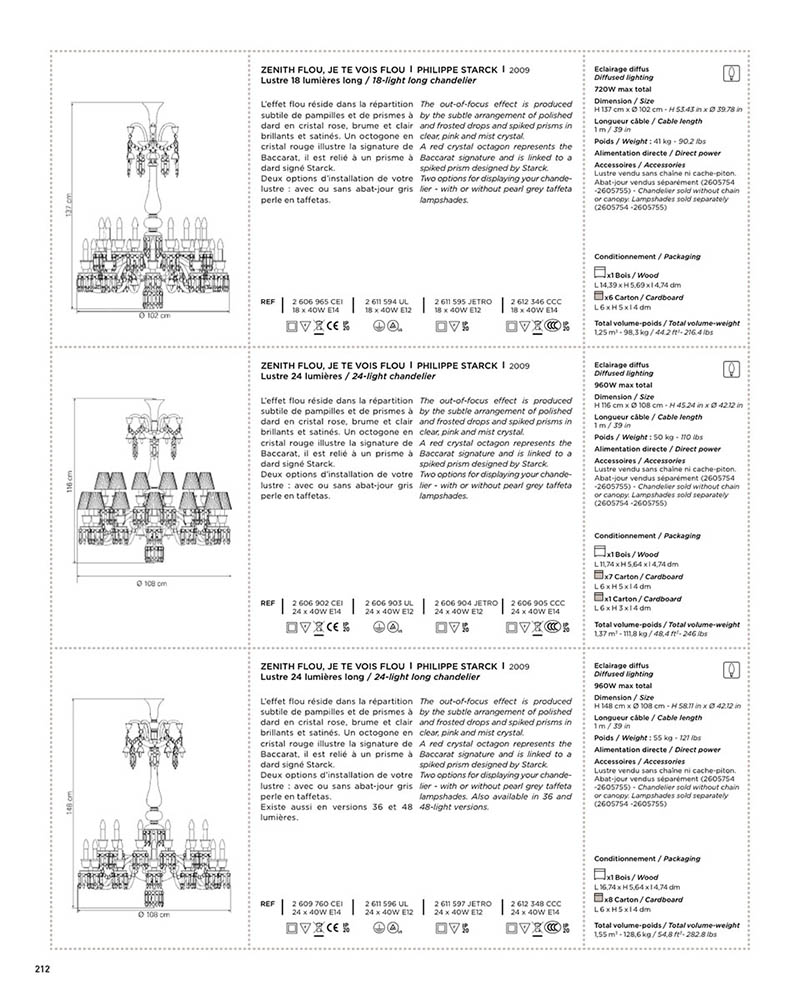 ZENITH FLOU, JE TE VOIS FLOU | PHILIPPE STARCK | 2009
Lustre 18 lumières long / 18-light long chandelier
L'effet flou réside dans la répartition
subtile de pampilles et de prismes à
dard en cristal rose, brume et clair
brillants et satinés. Un octogone en
cristal rouge illustre la signature de
Baccarat, il est relié à un prisme à
dard signé Starck.
Deux options d'installation de votre
lustre : avec ou sans abat-jour gris
perle en taffetas.
The out-of-focus effect is produced
by the subtle arrangement of polished
and frosted drops and spiked prisms in
clear, pink and mist crystal.
A red crystal octagon represents the
Baccarat signature and is linked to a
spiked prism designed by Starck.
Two options for displaying your chande-
lier - with or without pearl grey taffeta
lampshades.
137 cm
Ø 102 cm
REF | 2 606 965 CEI | 2 611 594 UL | 2 611 595 JETRO | 2 612 346 CCC
18 x 40W E14 18 x 40W E12 18 x 40W E12 18 x 40W E14
Eclairage diffus
Diffused lighting
720W max total
Dimension / Size
H 137 cm x Ø 102 cm - H 53.43 in x Ø 39.78 in
Longueur câble / Cable length
1 m / 39 in
Poids / Weight : 41 kg - 90.2 lbs
Alimentation directe / Direct power
Accessoires / Accessories
Lustre vendu sans chaîne ni cache-piton.
Abat-jour vendus séparément (2605754
-2605755) - Chandelier sold without chain
or canopy. Lampshades sold separately
(2605754 -2605755)
Conditionnement / Packaging
x1 Bois / Wood
L 14,39 x H 5,69 x l 4,74 dm
x6 Carton / Cardboard
L 6 x H 5 x l 4 dm
Total volume-poids / Total volume-weight
1,25 m³ - 98,3 kg / 44.2 ft³- 216.4 lbs
ZENITH FLOU, JE TE VOIS FLOU | PHILIPPE STARCK | 2009
Lustre 24 lumières / 24-light chandelier
L'effet flou réside dans la répartition
subtile de pampilles et de prismes à
dard en cristal rose, brume et clair
brillants et satinés. Un octogone en
cristal rouge illustre la signature de
Baccarat, il est relié à un prisme à
dard signé Starck.
Deux options d'installation de votre
lustre : avec ou sans abat-jour gris
perle en taffetas.
The out-of-focus effect is produced
by the subtle arrangement of polished
and frosted drops and spiked prisms in
clear, pink and mist crystal.
A red crystal octagon represents the
Baccarat signature and is linked to a
spiked prism designed by Starck.
Two options for displaying your chande-
lier - with or without pearl grey taffeta
lampshades.
116 cm
Ø 108 cm
REF | 2 606 902 CEI | 2 606 903 UL | 2 606 904 JETRO | 2 606 905 CCC
24 x 40W E14 24 x 40W E12 24 x 40W E12 24 x 40W E14
Eclairage diffus
Diffused lighting
960W max total
Dimension / Size
H 116 cm x Ø 108 cm - H 45.24 in x Ø 42.12 in
Longueur câble / Cable length
1 m / 39 in
Poids / Weight : 50 kg - 110 lbs
Alimentation directe / Direct power
Accessoires / Accessories
Lustre vendu sans chaîne ni cache-piton.
Abat-jour vendus séparément (2605754
-2605755) - Chandelier sold without chain
or canopy. Lampshades sold separately
(2605754 -2605755)
Conditionnement / Packaging
x1 Bois / Wood
L 11,74 x H 5,64 x l 4,74 dm
x7 Carton / Cardboard
L 6 x H 5 x l 4 dm
x1 Carton / Cardboard
L 6 x H 3 x l 4 dm
Total volume-poids / Total volume-weight
1,37 m³ - 111,8 kg / 48,4 ft³- 246 lbs
ZENITH FLOU, JE TE VOIS FLOU | PHILIPPE STARCK | 2009
Lustre 24 lumières long / 24-light long chandelier
L'effet flou réside dans la répartition
subtile de pampilles et de prismes à
dard en cristal rose, brume et clair
brillants et satinés. Un octogone en
cristal rouge illustre la signature de
Baccarat, il est relié à un prisme à
dard signé Starck.
Deux options d'installation de votre
lustre : avec ou sans abat-jour gris
perle en taffetas.
Existe aussi en versions 36 et 48
lumières.
The out-of-focus effect is produced
by the subtle arrangement of polished
and frosted drops and spiked prisms in
clear, pink and mist crystal.
A red crystal octagon represents the
Baccarat signature and is linked to a
spiked prism designed by Starck.
Two options for displaying your chande-
lier - with or without pearl grey taffeta
lampshades. Also available in 36 and
48-light versions.
148 cm
Ø 108 cm
REF | 2 609 760 CEI | 2 611 596 UL | 2 611 597 JETRO | 2 612 348 CCC
24 x 40W E14 24 x 40W E12 24 x 40W E12 24 x 40W E14
Eclairage diffus
Diffused lighting
960W max total
Dimension / Size
H 148 cm x Ø 108 cm - H 58.11 in x Ø 42.12 in
Longueur câble / Cable length
1 m / 39 in
Poids / Weight : 55 kg - 121 lbs
Alimentation directe / Direct power
Accessoires / Accessories
Lustre vendu sans chaîne ni cache-piton.
Abat-jour vendus séparément (2605754
-2605755) - Chandelier sold without chain
or canopy. Lampshades sold separately
(2605754 -2605755)
Conditionnement / Packaging
x1 Bois / Wood
L 16,74 x H 5,64 x l 4,74 dm
x8 Carton / Cardboard
L 6 x H 5 x l 4 dm
Total volume-poids / Total volume-weight
1,55 m³ - 128,6 kg / 54,8 ft³- 282.8 lbs
212